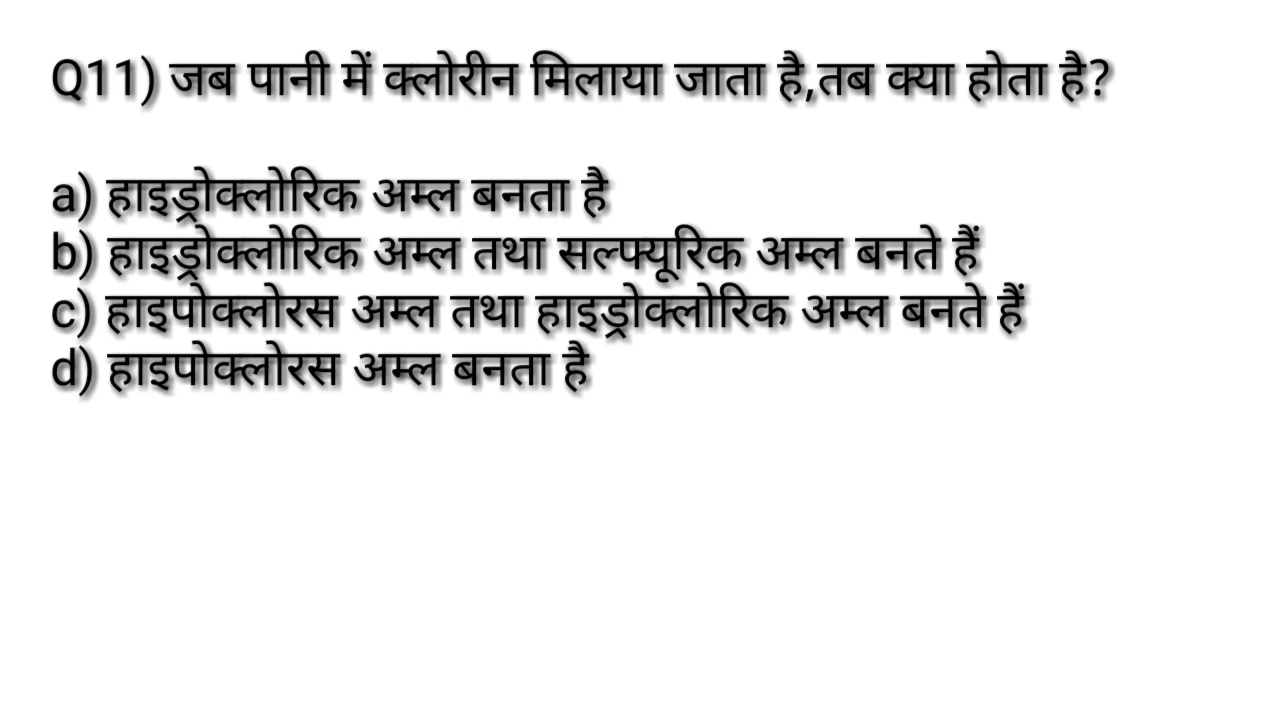 Q11) जब पानी में क्लोरीन मिलाया जाता है,तब क्या होता है?
a) हाइड्रोक्लोरिक अम्ल बनता है
b) हाइड्रोक्लोरिक अम्ल तथा सल्फ्यूरिक अम्ल बनते हैं
c) हाइपोक्लोरस अम्ल तथा हाइड्रोक्लोरिक अम्ल बनते हैं
d) हाइपोक्लोरस अम्ल बनता है